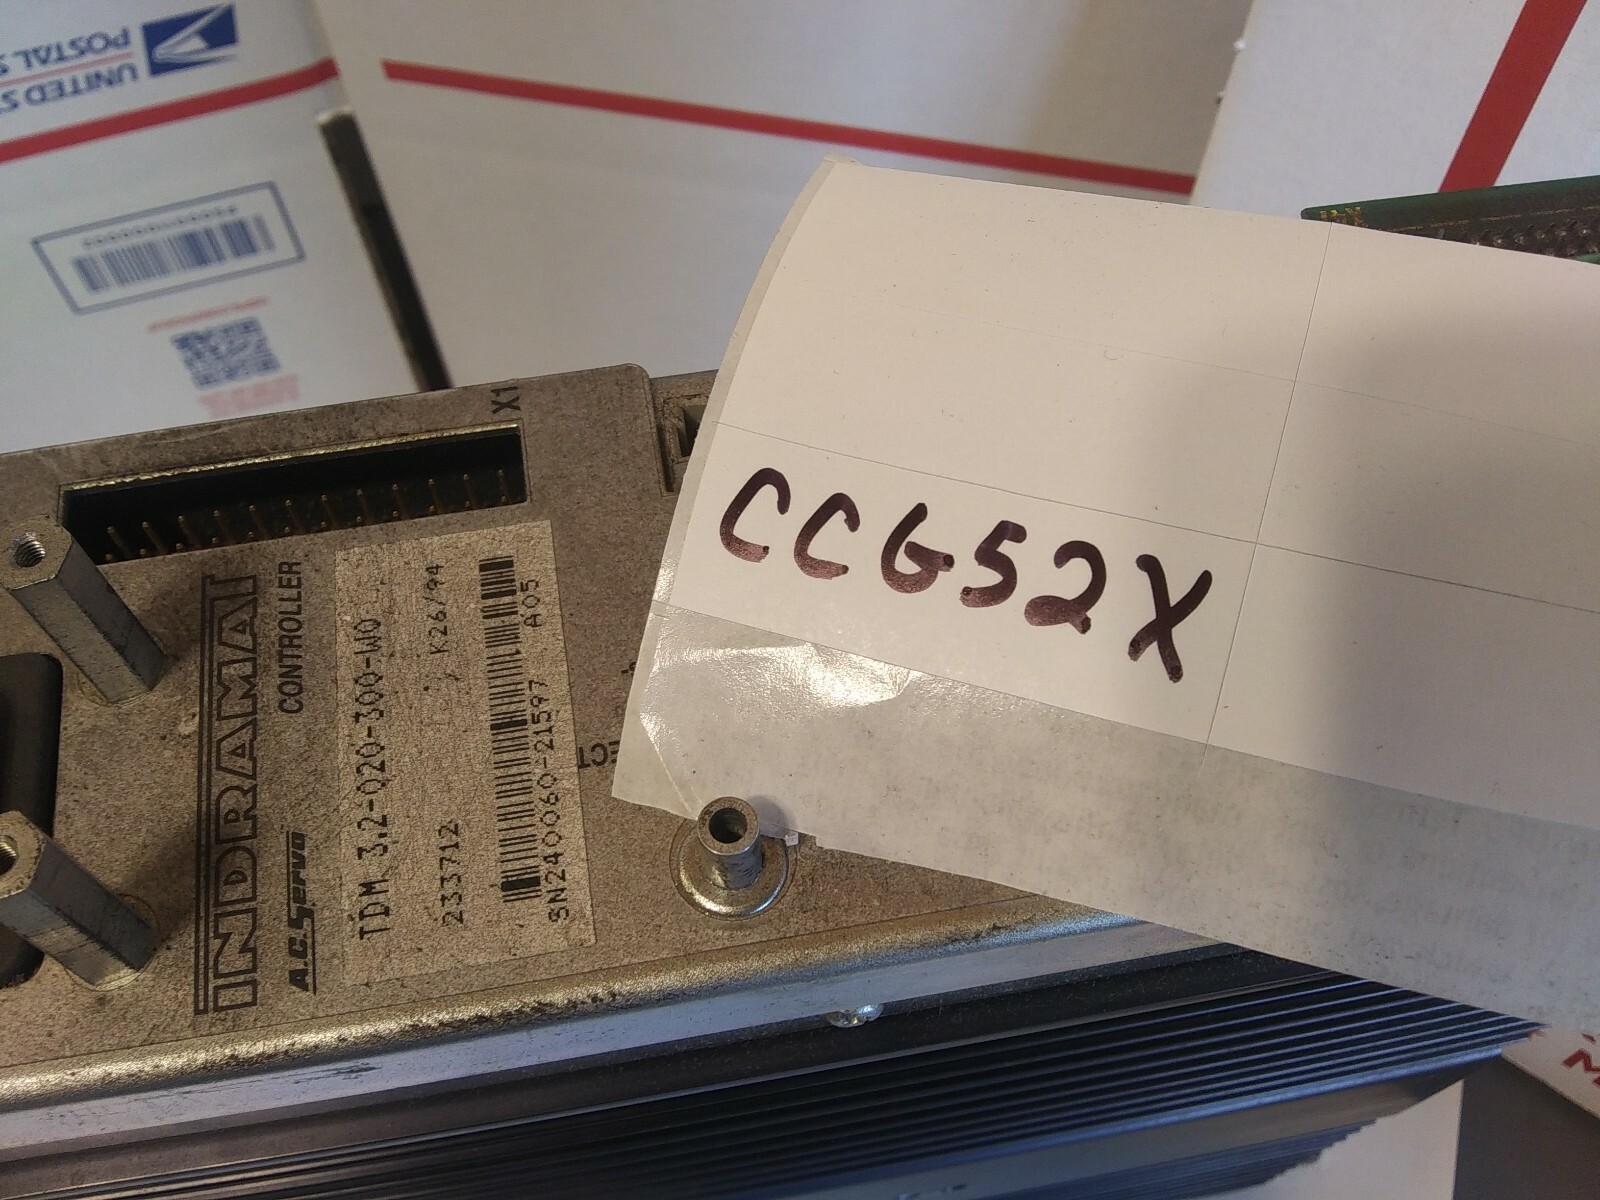 UNITED S
POSTAL S
X1
INDRAMAT
A.C. Servo CONTROLLER
TDM 3.2-020-300-W0
233712 K26/94
SN240060-21597 A05
ECT
CCG52X